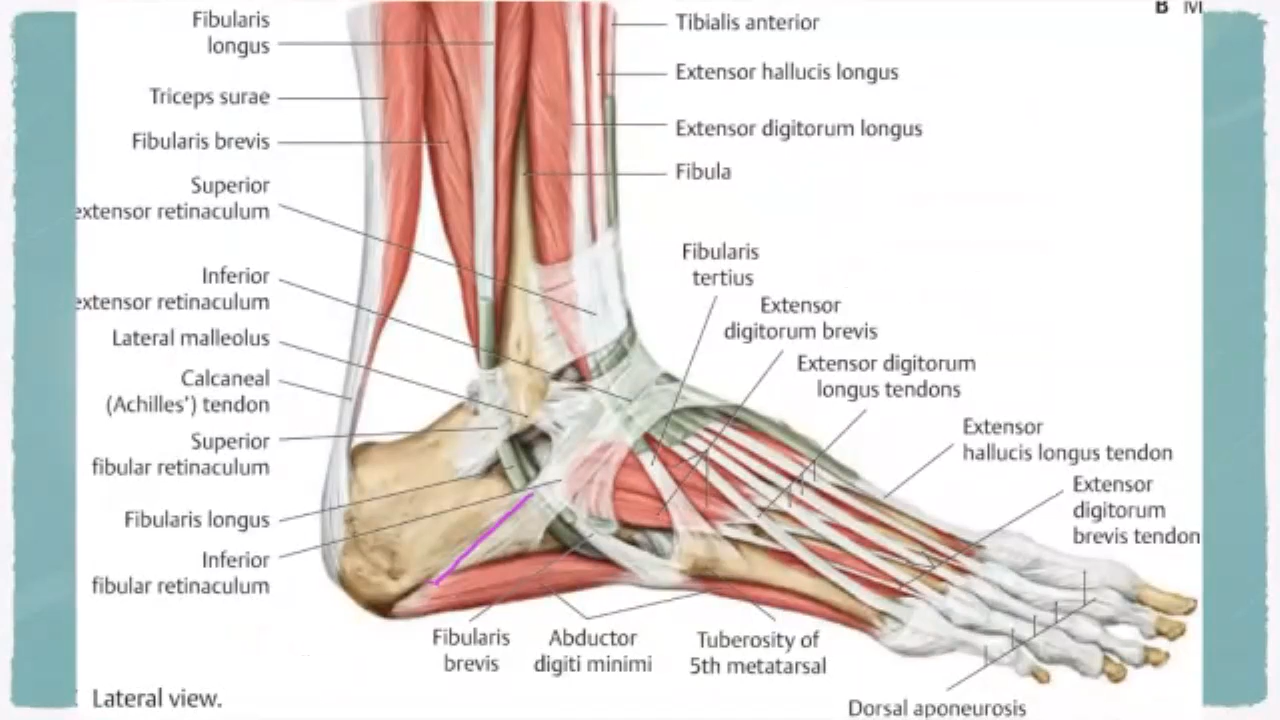 B M
Fibularis
longus
Triceps surae
Fibularis brevis
Superior
extensor retinaculum
Inferior
extensor retinaculum
Lateral malleolus
Calcaneal
(Achilles’) tendon
Superior
fibular retinaculum
Fibularis longus
Inferior
fibular retinaculum
Tibialis anterior
Extensor hallucis longus
Extensor digitorum longus
Fibula
Fibularis
tertius
Extensor
digitorum brevis
Extensor digitorum
longus tendons
Extensor
hallucis longus tendon
Extensor
digitorum
brevis tendon
Fibularis
brevis
Abductor
digiti minimi
Tuberosity of
5th metatarsal
Dorsal aponeurosis
Lateral view.